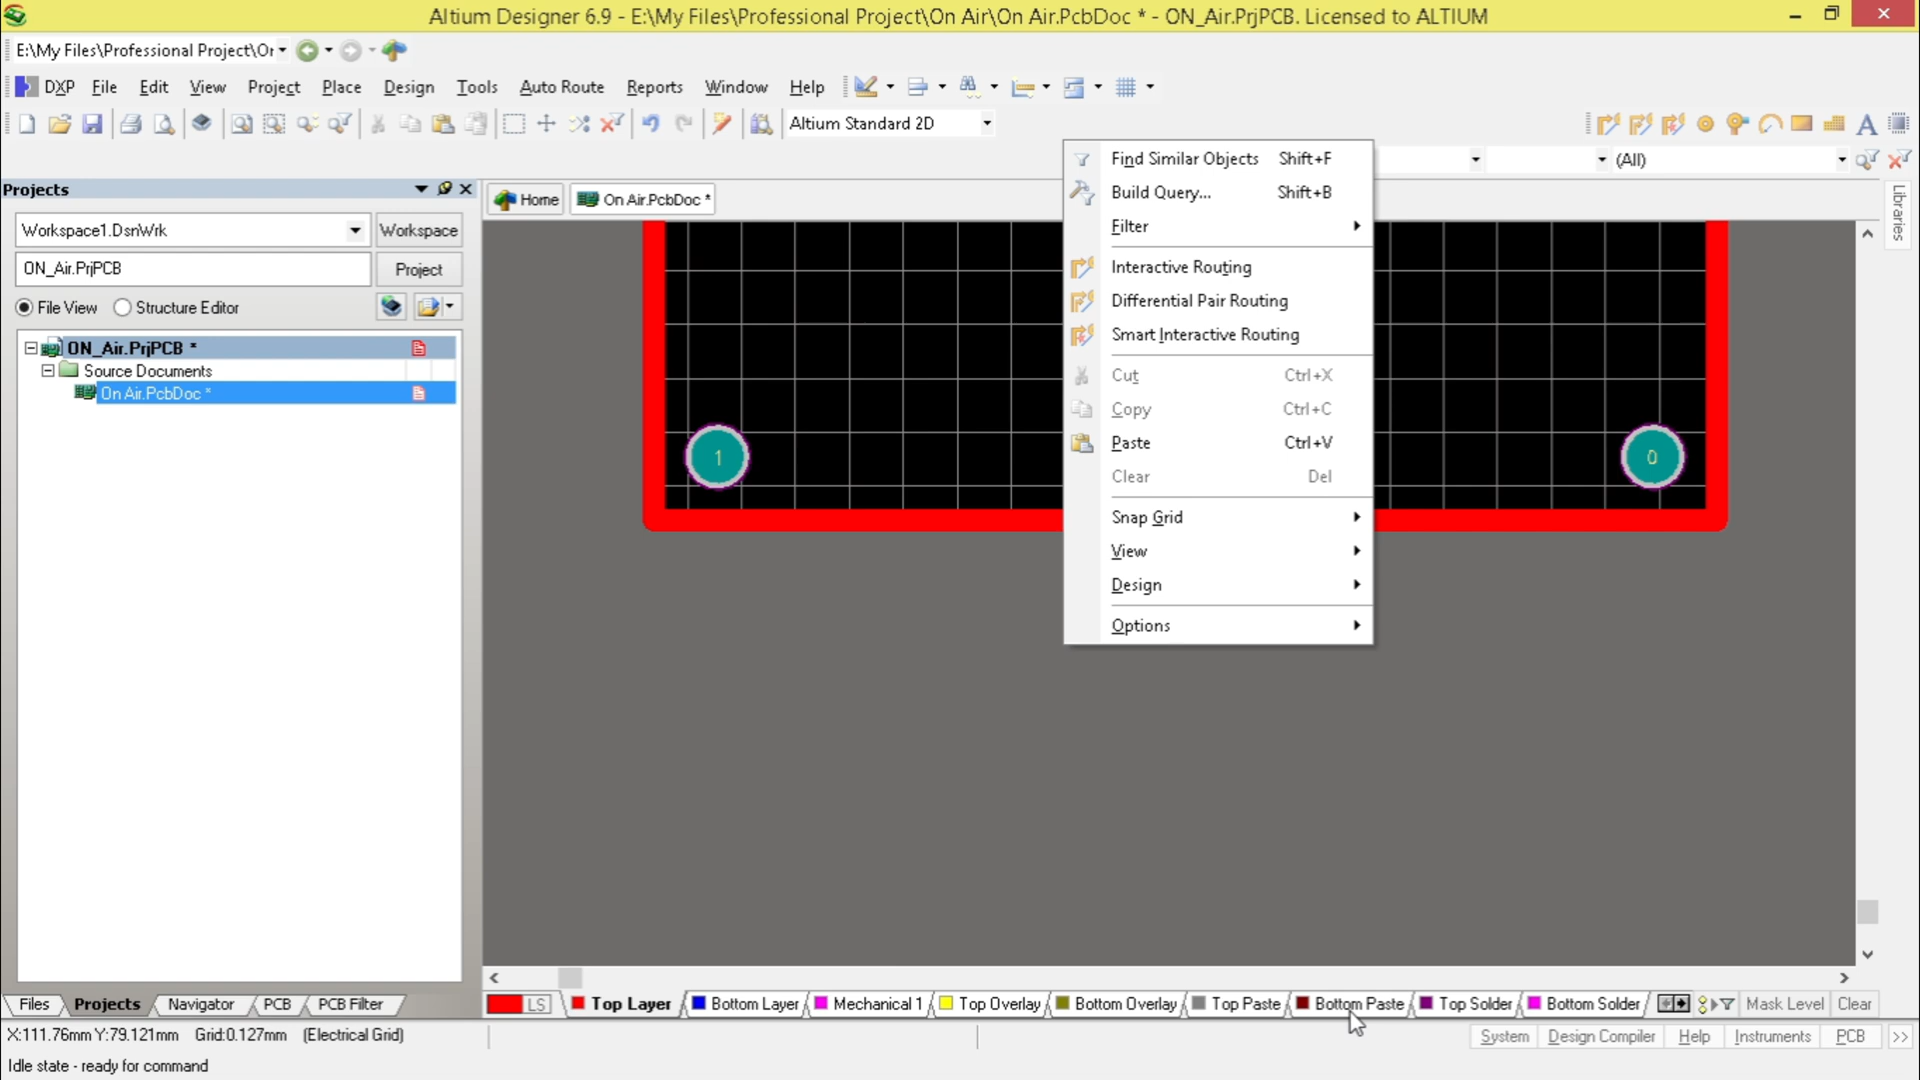 Altium Designer 6.9 - E:\My Files\Professional Project\On Air\On Air.PcbDoc * - ON_Air.PrjPCB. Licensed to ALTIUM
E:\My Files\Professional Project\Or
DXP File Edit View Project Place Design Tools Auto Route Reports Window Help
Altium Standard 2D
(All)
Projects
Workspace1.DsnWrk Workspace
ON_Air.PrjPCB Project
File View Structure Editor
ON_Air.PrjPCB *
Source Documents
On Air.PcbDoc *
Home On Air.PcbDoc *
1
0
Find Similar Objects Shift+F
Build Query... Shift+B
Filter
Interactive Routing
Differential Pair Routing
Smart Interactive Routing
Cut Ctrl+X
Copy Ctrl+C
Paste Ctrl+V
Clear Del
Snap Grid
View
Design
Options
Libraries
Files Projects Navigator PCB PCB Filter
LS Top Layer Bottom Layer Mechanical 1 Top Overlay Bottom Overlay Top Paste Bottom Paste Top Solder Bottom Solder Mask Level Clear
X:111.76mm Y:79.121mm Grid:0.127mm (Electrical Grid)
System Design Compiler Help Instruments PCB >>
Idle state - ready for command